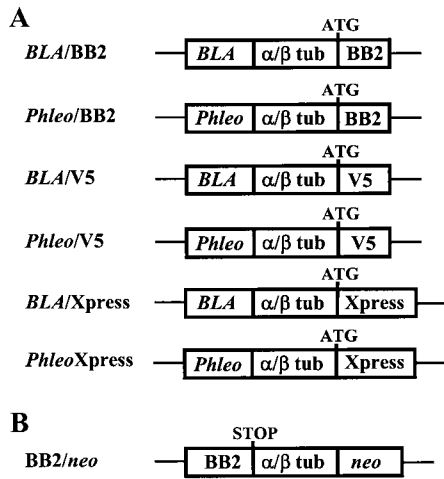 A
ATG
BLA/BB2 BLA α/β tub BB2
ATG
Phleo/BB2 Phleo α/β tub BB2
ATG
BLA/V5 BLA α/β tub V5
ATG
Phleo/V5 Phleo α/β tub V5
ATG
BLA/Xpress BLA α/β tub Xpress
ATG
PhleoXpress Phleo α/β tub Xpress
B
STOP
BB2/neo BB2 α/β tub neo